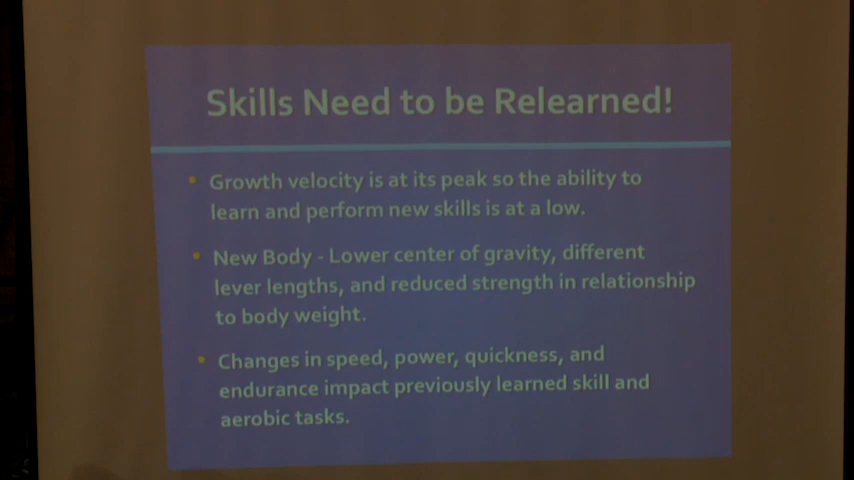 Skills Need to be Relearned!
• Growth velocity is at its peak so the ability to
learn and perform new skills is at a low.
• New Body - Lower center of gravity, different
lever lengths, and reduced strength in relationship
to body weight.
• Changes in speed, power, quickness, and
endurance impact previously learned skill and
aerobic tasks.